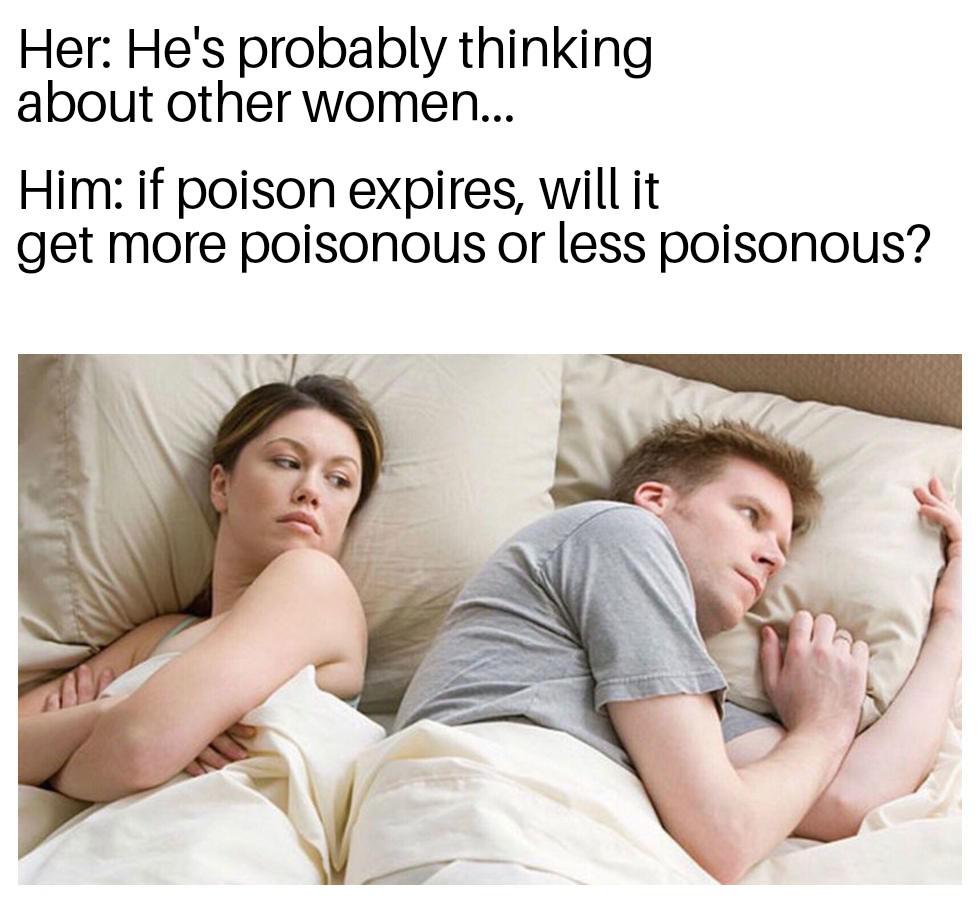 Her: He's probably thinking
about other women...
Him: if poison expires, will it
get more poisonous or less poisonous?